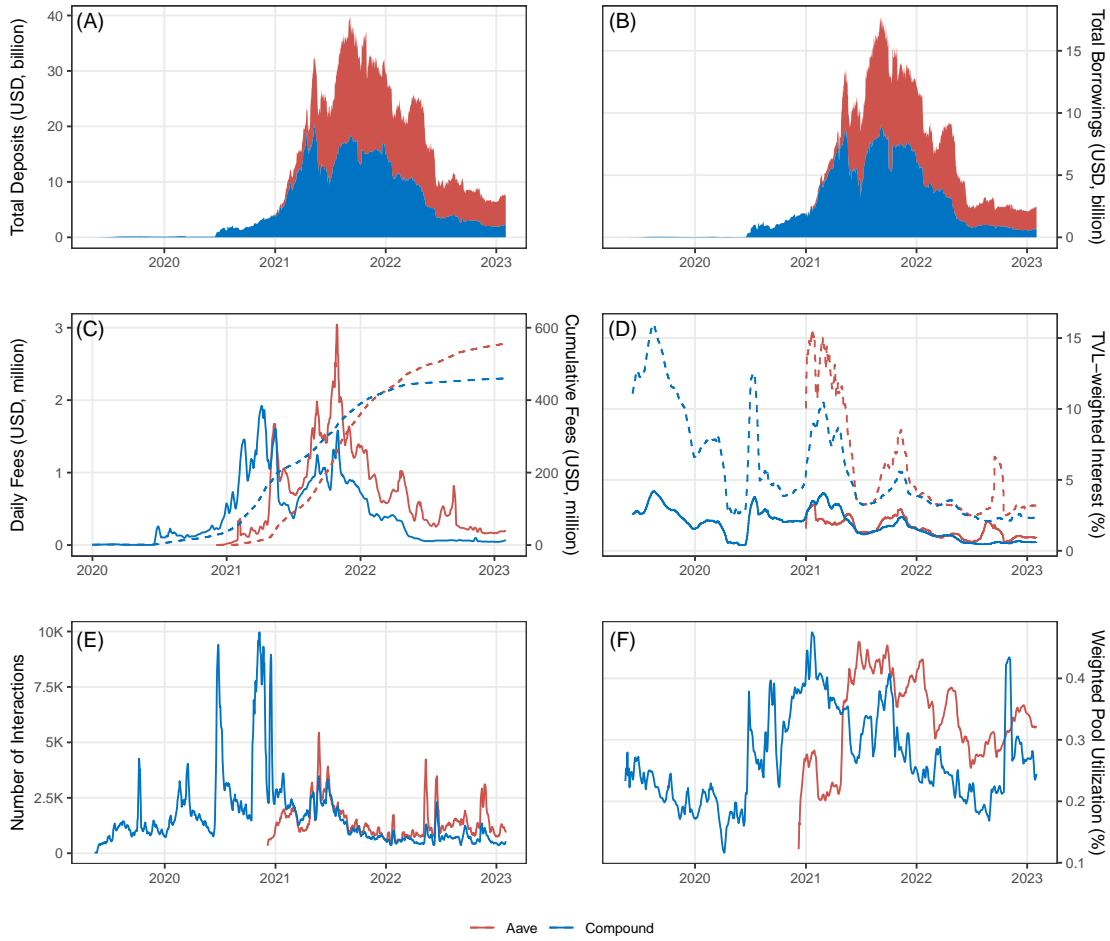 (A)
Total Deposits (USD, billion)
40
30
20
10
0
2020
2021
2022
2023
(B)
Total Borrowings (USD, billion)
15
10
5
0
2020
2021
2022
2023
(C)
Daily Fees (USD, million)
3
2
1
0
Cumulative Fees (USD, million)
600
400
200
0
2020
2021
2022
2023
(D)
TVL−weighted Interest (%)
15
10
5
0
2020
2021
2022
2023
(E)
Number of Interactions
10K
7.5K
5K
2.5K
0
2020
2021
2022
2023
(F)
Weighted Pool Utilization (%)
0.4
0.3
0.2
0.1
2020
2021
2022
2023
Aave
Compound